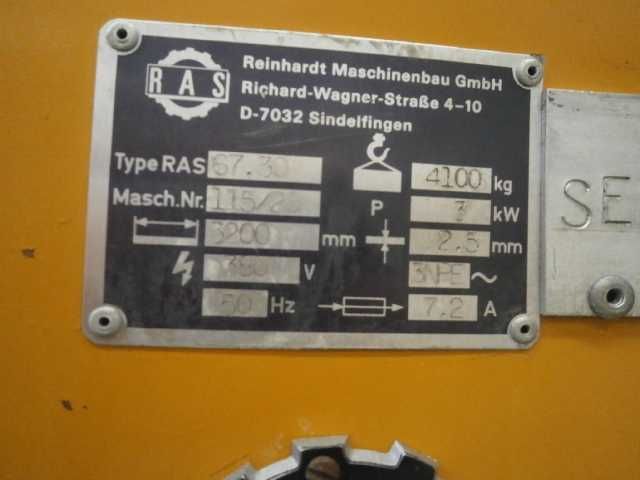 RAS
Reinhardt Maschinenbau GmbH
Richard-Wagner-Straße 4-10
D-7032 Sindelfingen
Type RAS 67.30
4100 kg
Masch.Nr. 115/2
P 3 kW
3200 mm
2.5 mm
380 V
3NPE ~
50 Hz
7.2 A
SE